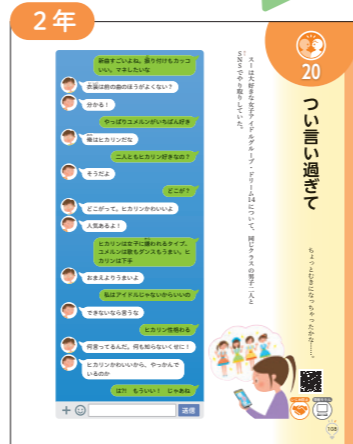 2年
20
つい言い過ぎて
ちょっとむきになっちゃったかな……。
スーは大好きな女子アイドルグループ・ドリーム14について、同じクラスの男子二人と
SNSでやり取りしていた。
新曲すごいよね。振り付けもカッコ
いい。マネしたいな
衣装は前の曲のほうがよくない?
分かる!
やっぱりユメルンがいちばん好き
俺はヒカリンだな
二人ともヒカリン好きなの?
そうだよ
どこが?
どこがって。ヒカリンかわいいよ
人気あるよ!
ヒカリンは女子に嫌われるタイプ。
ユメルンは歌もダンスもうまい。ヒ
カリンは下手
おまえよりうまいよ
私はアイドルじゃないからいいの
できないなら言うな
ヒカリン性格わる
何言ってるんだ。何も知らないくせに!
ヒカリンかわいいから、やっかんで
いるのか
は?! もういい! じゃあね
送信
108